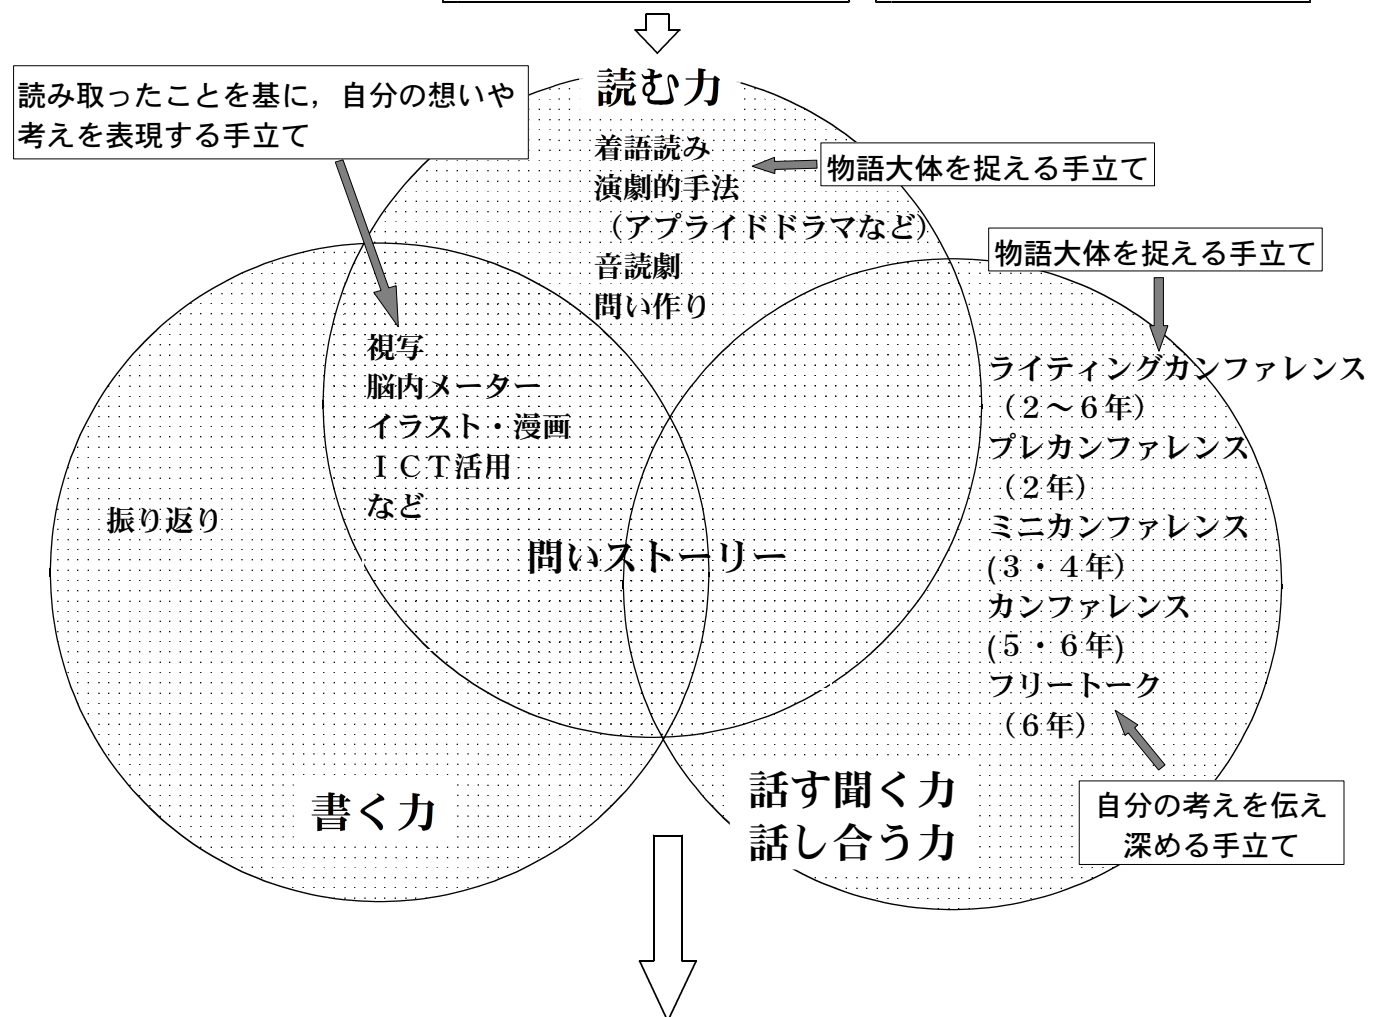 読む力
読み取ったことを基に，自分の想いや
考えを表現する手立て
着語読み
演劇的手法
（アプライドドラマなど）
音読劇
問い作り
物語大体を捉える手立て
物語大体を捉える手立て
視写
脳内メーター
イラスト・漫画
ＩＣＴ活用
など
振り返り
問いストーリー
ライティングカンファレンス
（２～６年）
プレカンファレンス
（２年）
ミニカンファレンス
(３・４年）
カンファレンス
(５・６年)
フリートーク
（６年）
書く力
話す聞く力
話し合う力
自分の考えを伝え
深める手立て